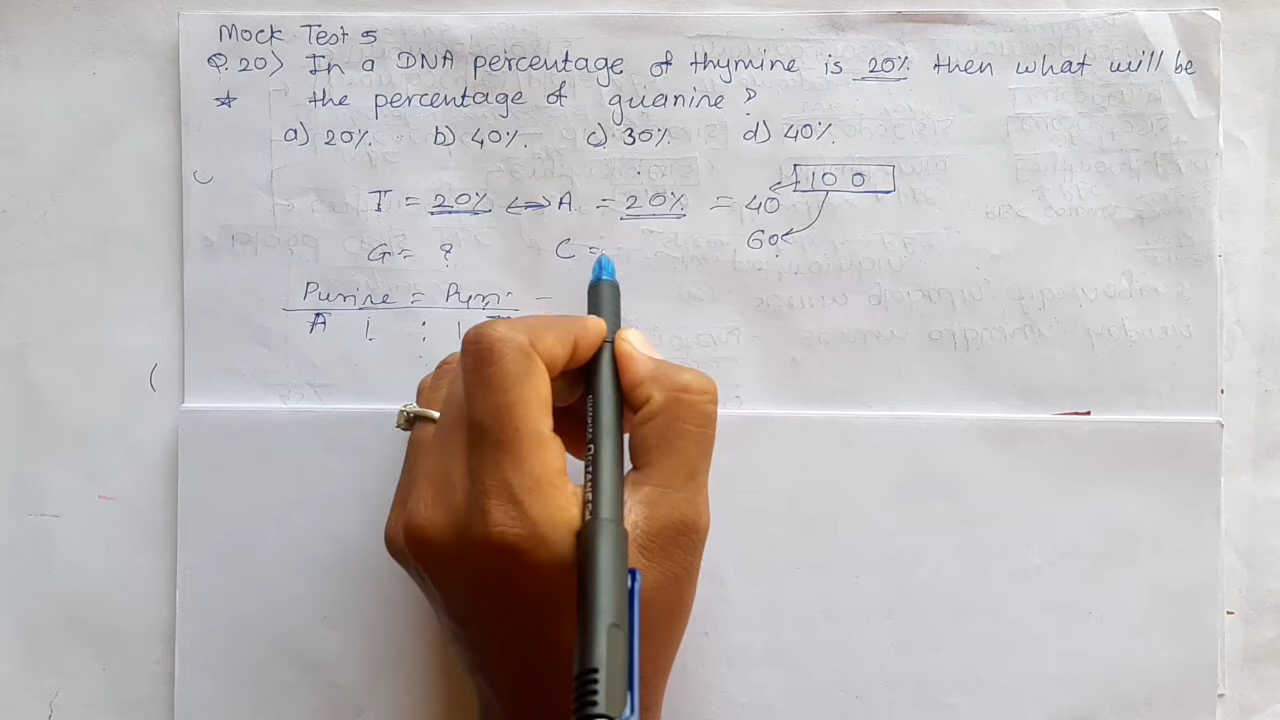 Mock Test 5
Q.20) In a DNA percentage of thymine is 20% then what will be
the percentage of guanine?
a) 20%. b) 40%. c) 30%. d) 40%.
T = 20% ↔ A = 20% = 40 100
G = ? C = 60
Purine =
A 1 : 1